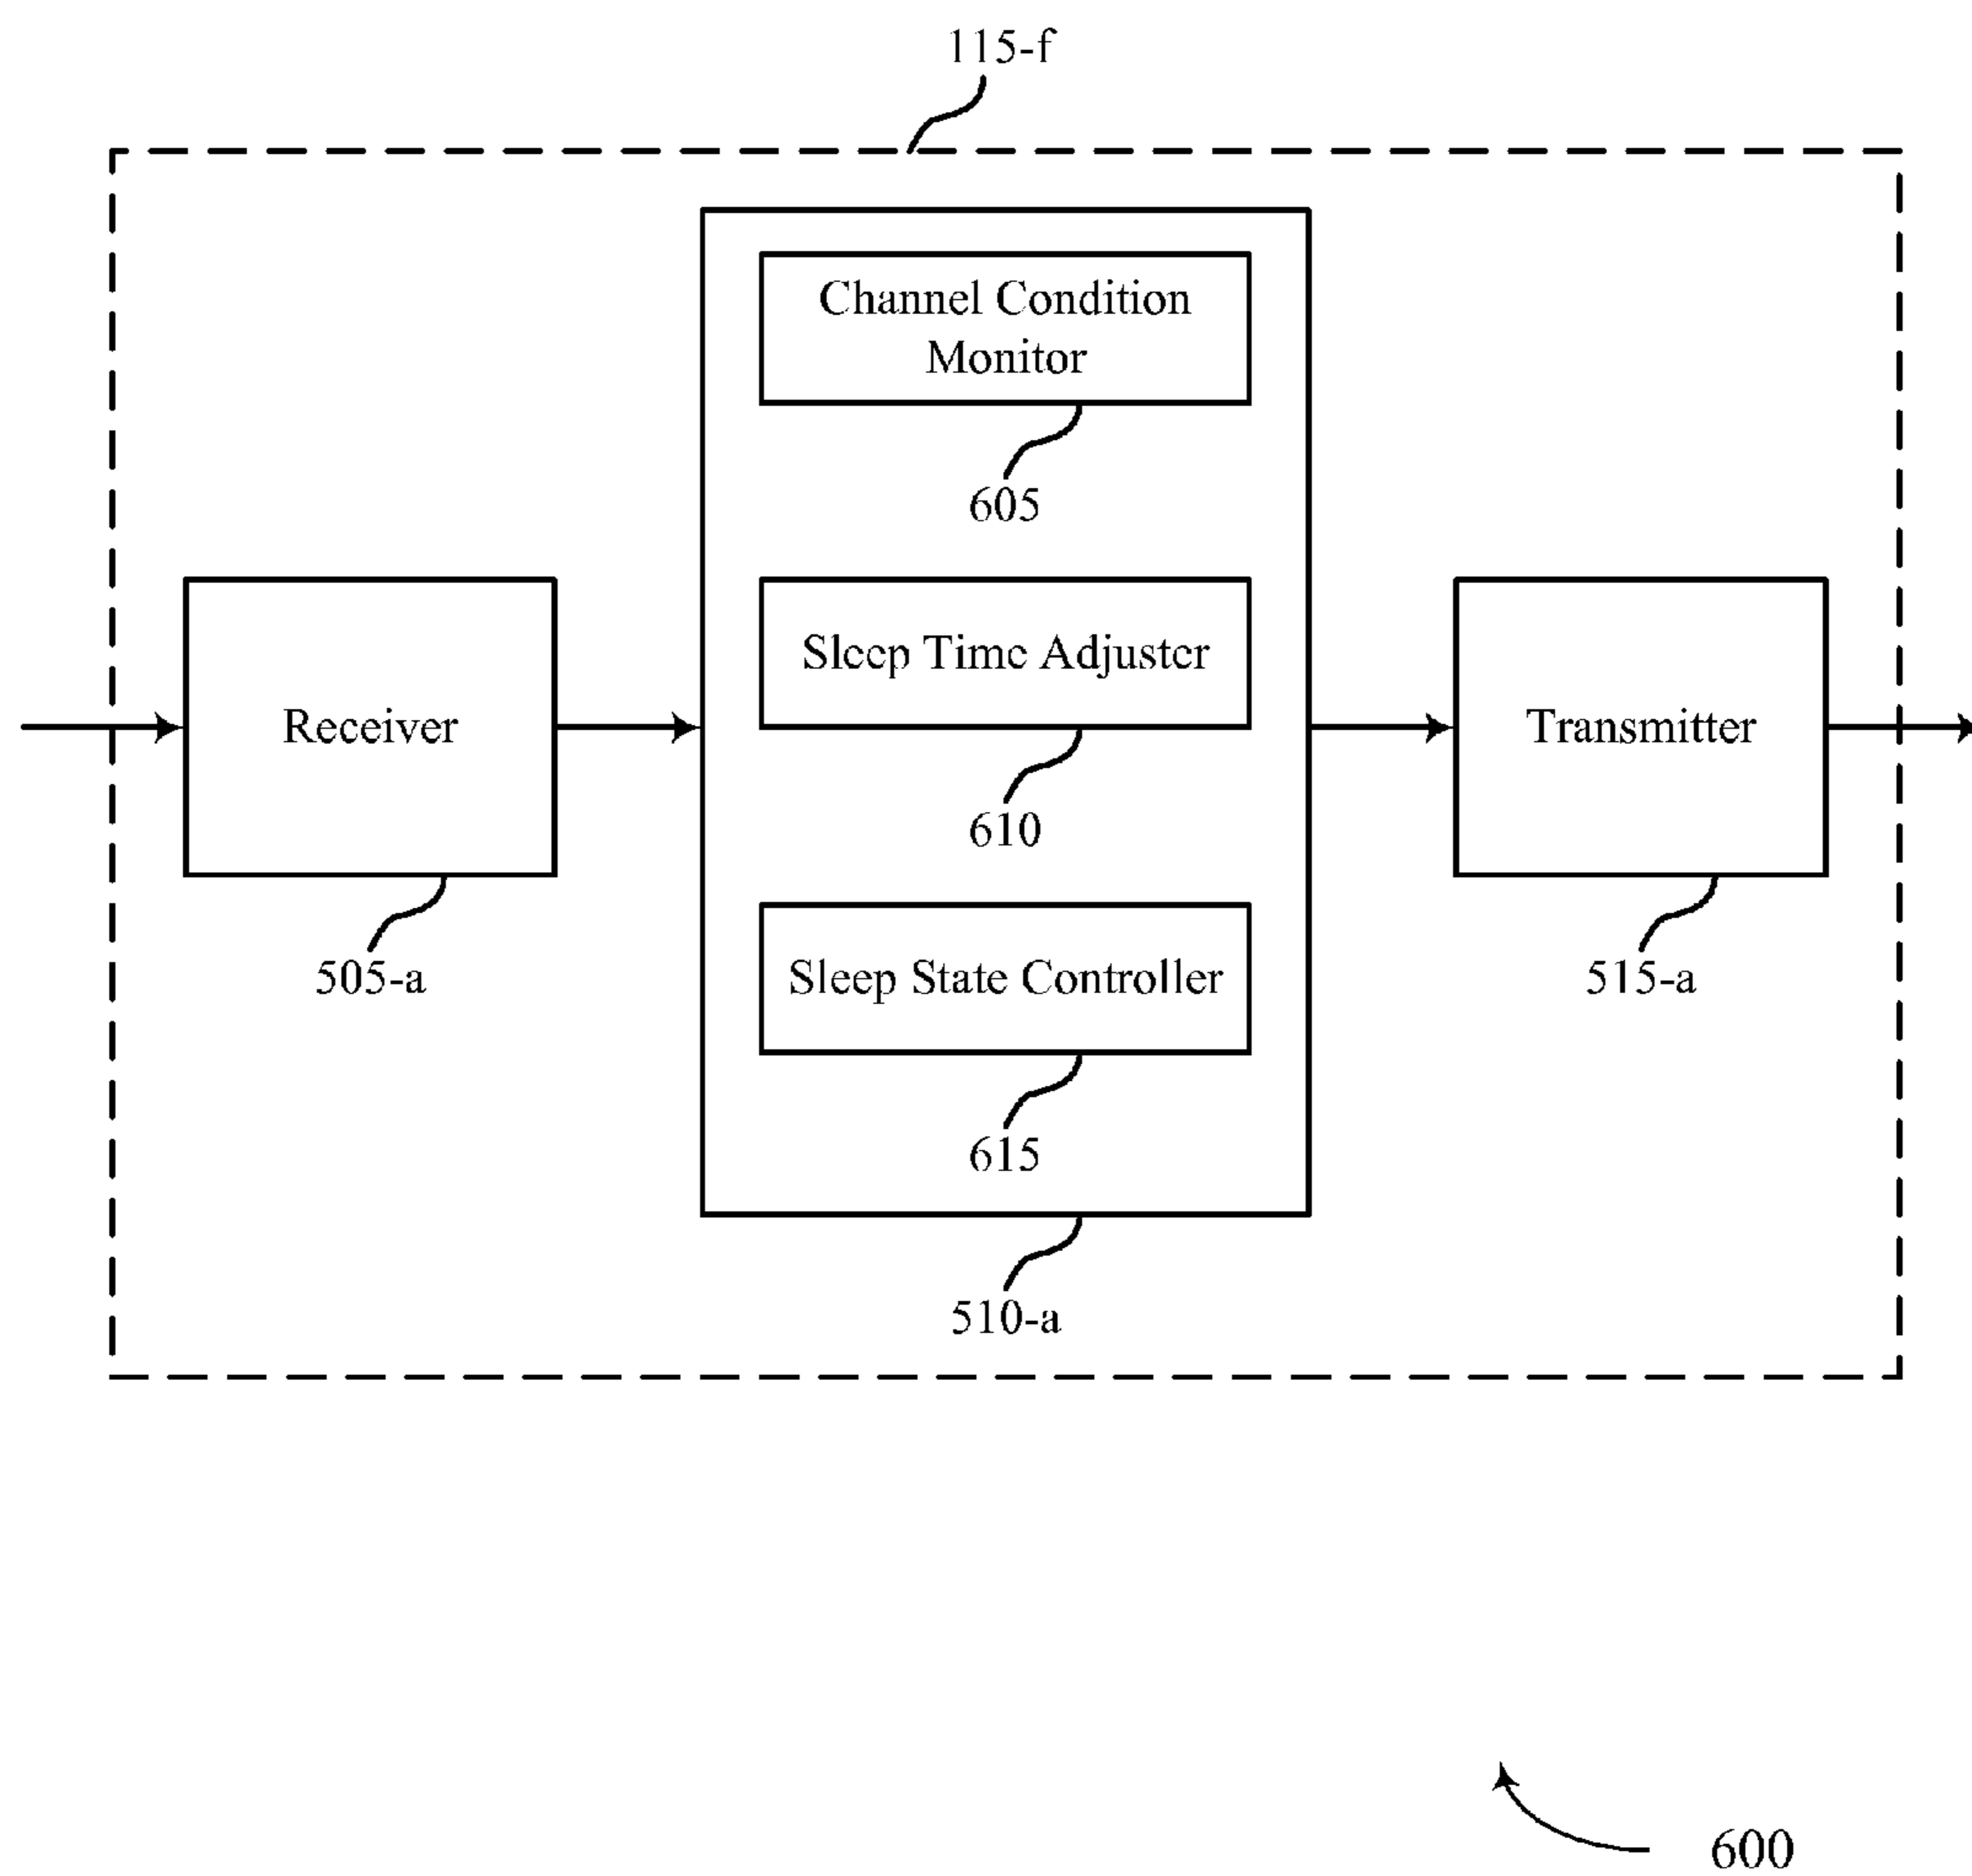 115-f
Channel Condition
Monitor
605
Sleep Time Adjuster
610
Receiver
505-a
Transmitter
515-a
Sleep State Controller
615
510-a
600